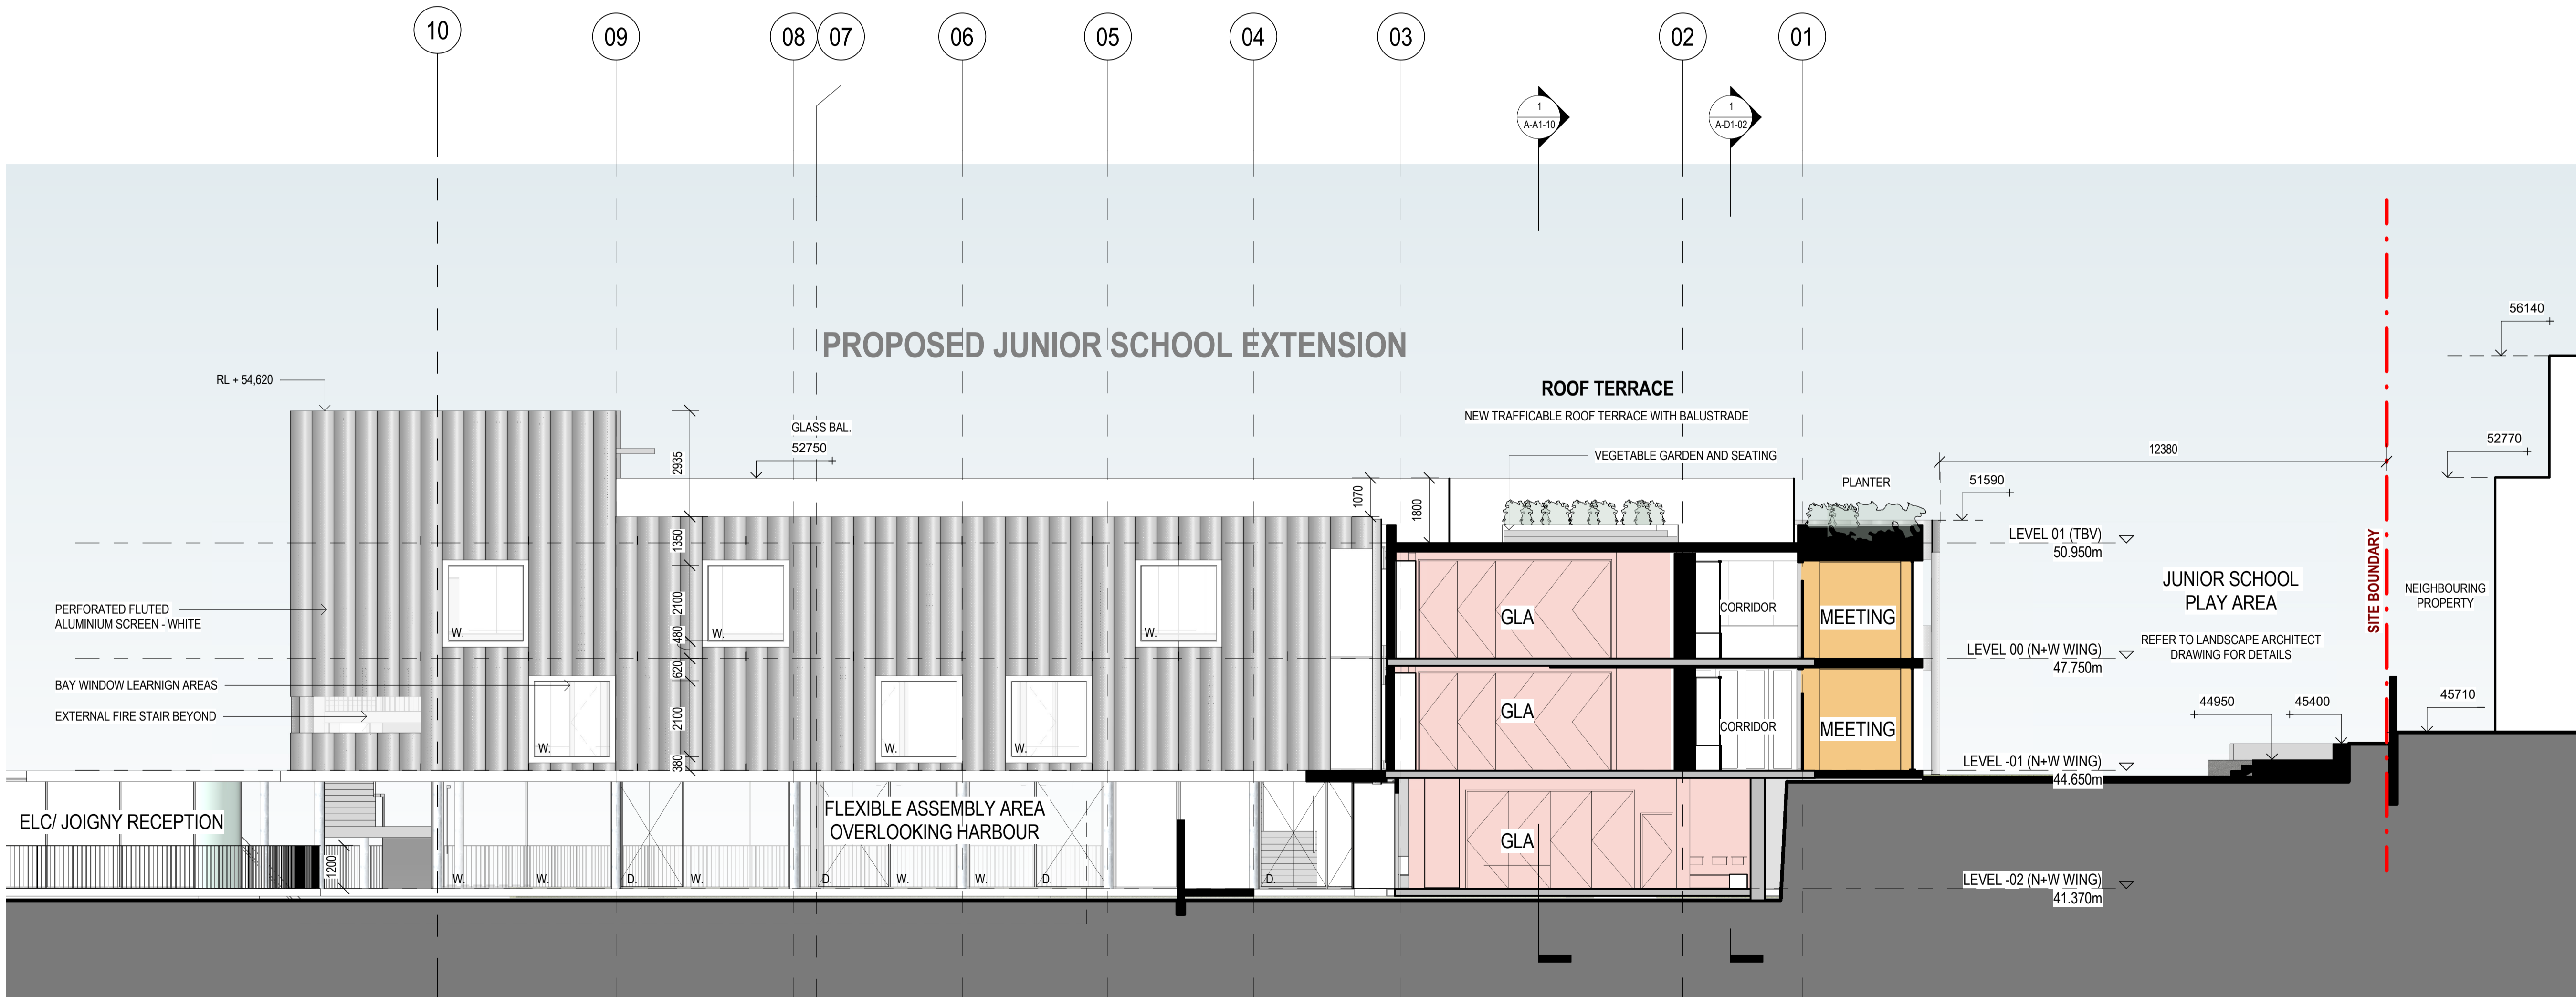 10
09
08
07
06
05
04
03
02
01
1
A-A1-10
1
A-D1-02
PROPOSED JUNIOR SCHOOL EXTENSION
RL + 54,620
GLASS BAL.
52750
2935
1350
2100
480
620
2100
380
1070
1800
1200
ROOF TERRACE
NEW TRAFFICABLE ROOF TERRACE WITH BALUSTRADE
VEGETABLE GARDEN AND SEATING
PLANTER
12380
51590
56140
52770
PERFORATED FLUTED
ALUMINIUM SCREEN - WHITE
BAY WINDOW LEARNIGN AREAS
EXTERNAL FIRE STAIR BEYOND
W.
W.
W.
W.
W.
W.
GLA
CORRIDOR
MEETING
GLA
CORRIDOR
MEETING
GLA
LEVEL 01 (TBV)
50.950m
LEVEL 00 (N+W WING)
47.750m
LEVEL -01 (N+W WING)
44.650m
LEVEL -02 (N+W WING)
41.370m
JUNIOR SCHOOL
PLAY AREA
REFER TO LANDSCAPE ARCHITECT
DRAWING FOR DETAILS
SITE BOUNDARY
NEIGHBOURING
PROPERTY
44950
45400
45710
ELC/ JOIGNY RECEPTION
FLEXIBLE ASSEMBLY AREA
OVERLOOKING HARBOUR
W.
W.
D.
W.
D.
W.
W.
D.
D.